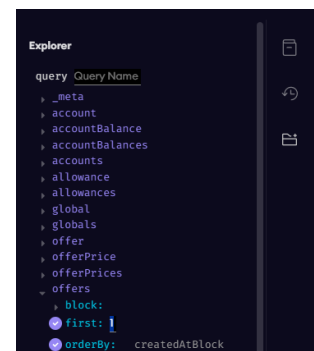 Explorer
query Query Name
_meta
account
accountBalance
accountBalances
accounts
allowance
allowances
global
globals
offer
offerPrice
offerPrices
offers
block:
first: 1
orderBy: createdAtBlock